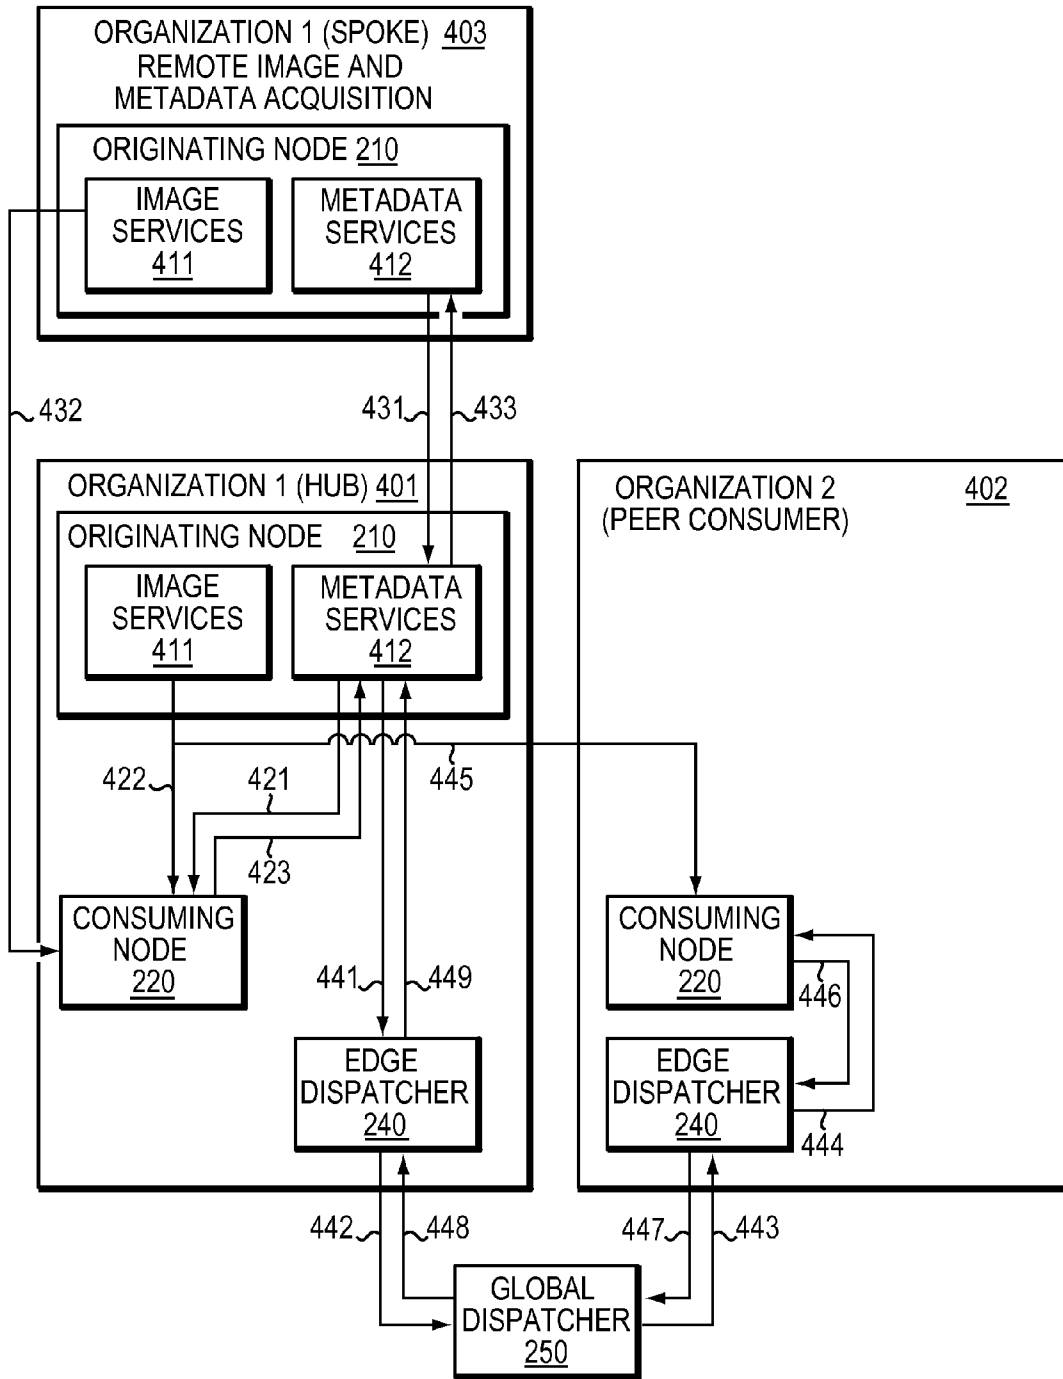 ORGANIZATION 1 (SPOKE) 403
REMOTE IMAGE AND
METADATA ACQUISITION
ORIGINATING NODE 210
IMAGE
SERVICES
411
METADATA
SERVICES
412
432
431
433
ORGANIZATION 1 (HUB) 401
ORIGINATING NODE 210
IMAGE
SERVICES
411
METADATA
SERVICES
412
ORGANIZATION 2
(PEER CONSUMER)
402
422
421
423
445
CONSUMING
NODE
220
441
449
EDGE
DISPATCHER
240
CONSUMING
NODE
220
446
EDGE
DISPATCHER
240
444
442
448
447
443
GLOBAL
DISPATCHER
250